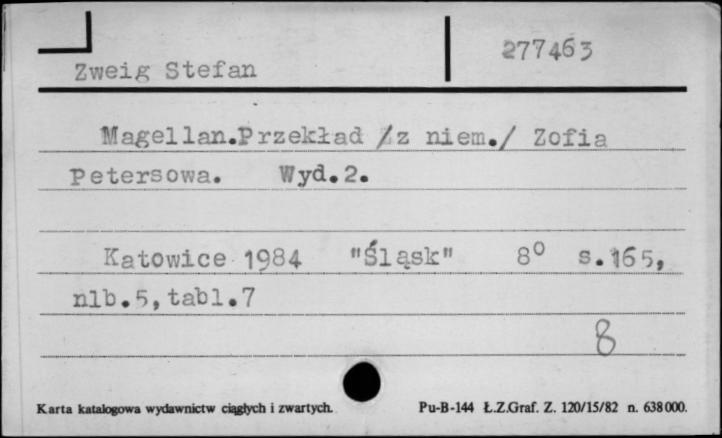 277463
Zweig Stefan
Magellan.Przekład /z niem./ Zofia
Petersowa. Wyd.2.
Katowice 1984 "Śląsk" 8° s.165,
nlb.5,tabl.7
8
Karta katalogowa wydawnictw ciągłych i zwartych. Pu-B-144 Ł.Z.Graf. Z. 120/15/82 n. 638000.